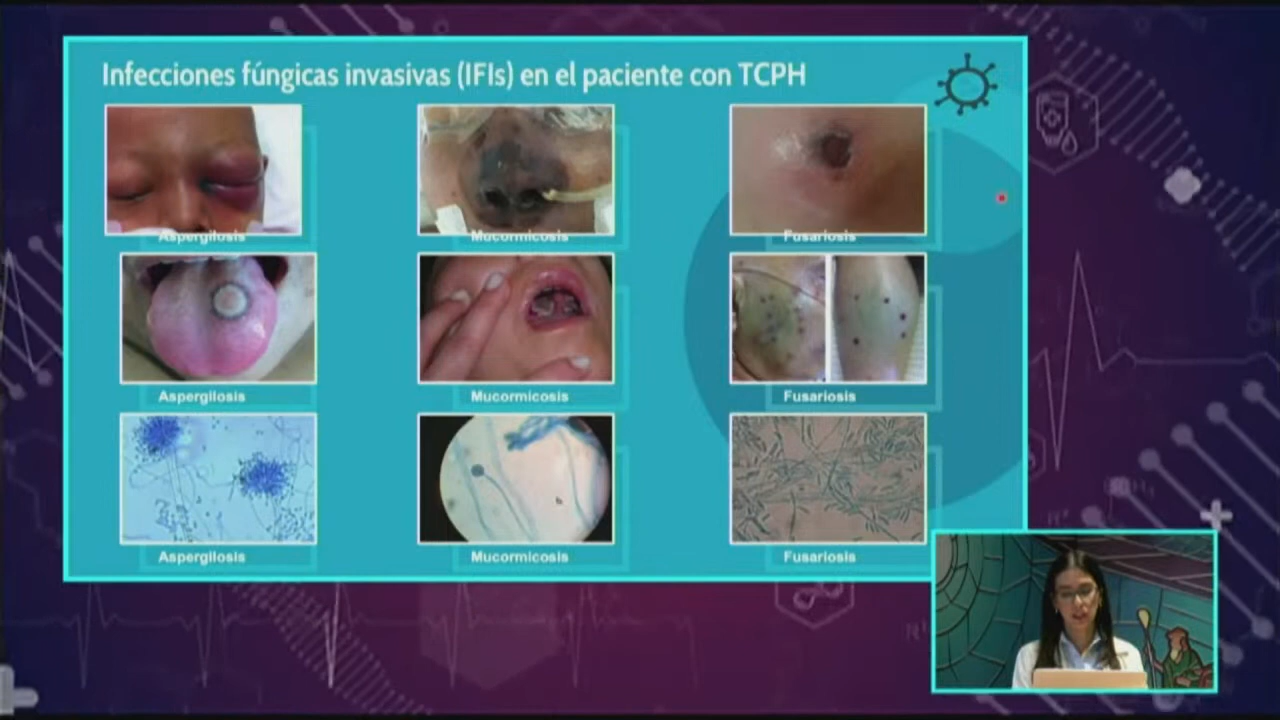 Infecciones fúngicas invasivas (IFIs) en el paciente con TCPH
Aspergilosis Mucormicosis Fusariosis
Aspergilosis Mucormicosis Fusariosis
Aspergilosis Mucormicosis Fusariosis